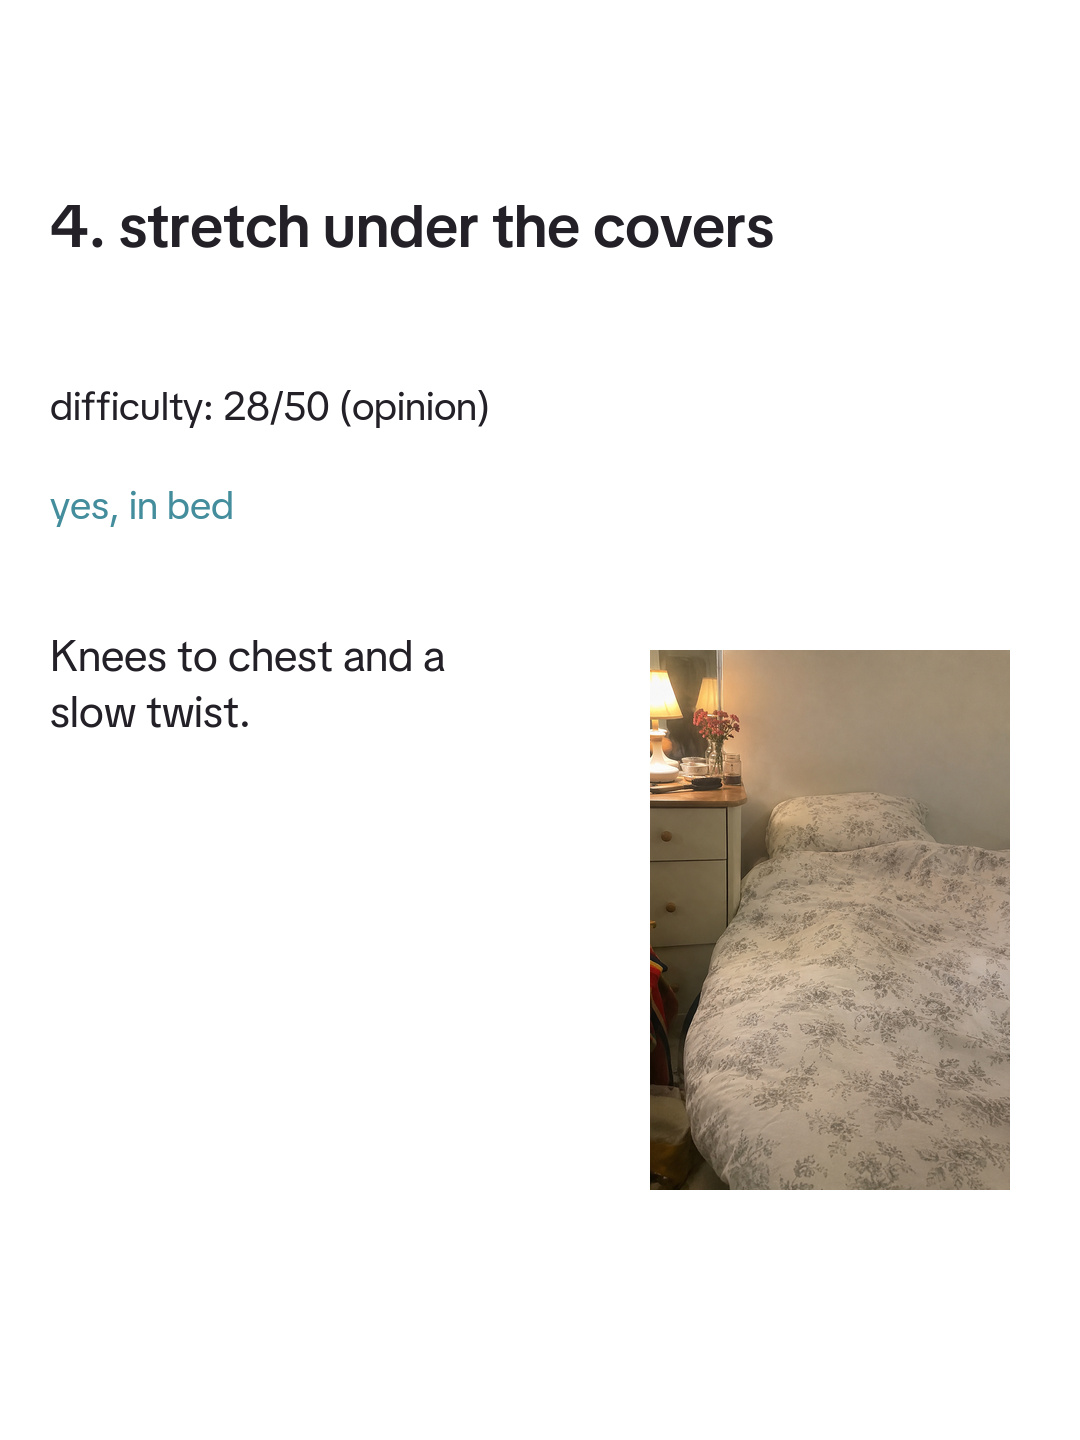 4. stretch under the covers
difficulty: 28/50 (opinion)
yes, in bed
Knees to chest and a
slow twist.